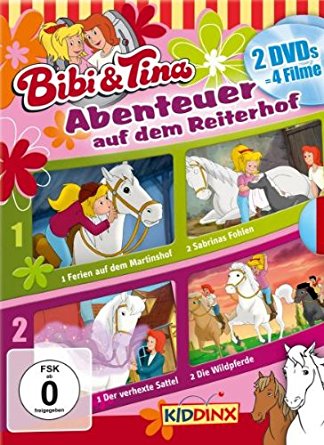 Bibi & Tina
2 DVDs
= 4 Filme
Abenteuer
auf dem Reiterhof
1
1 Ferien auf dem Martinshof
2 Sabrinas Fohlen
2
1 Der verhexte Sattel
2 Die Wildpferde
FSK
ab
0
freigegeben
KIDDINX